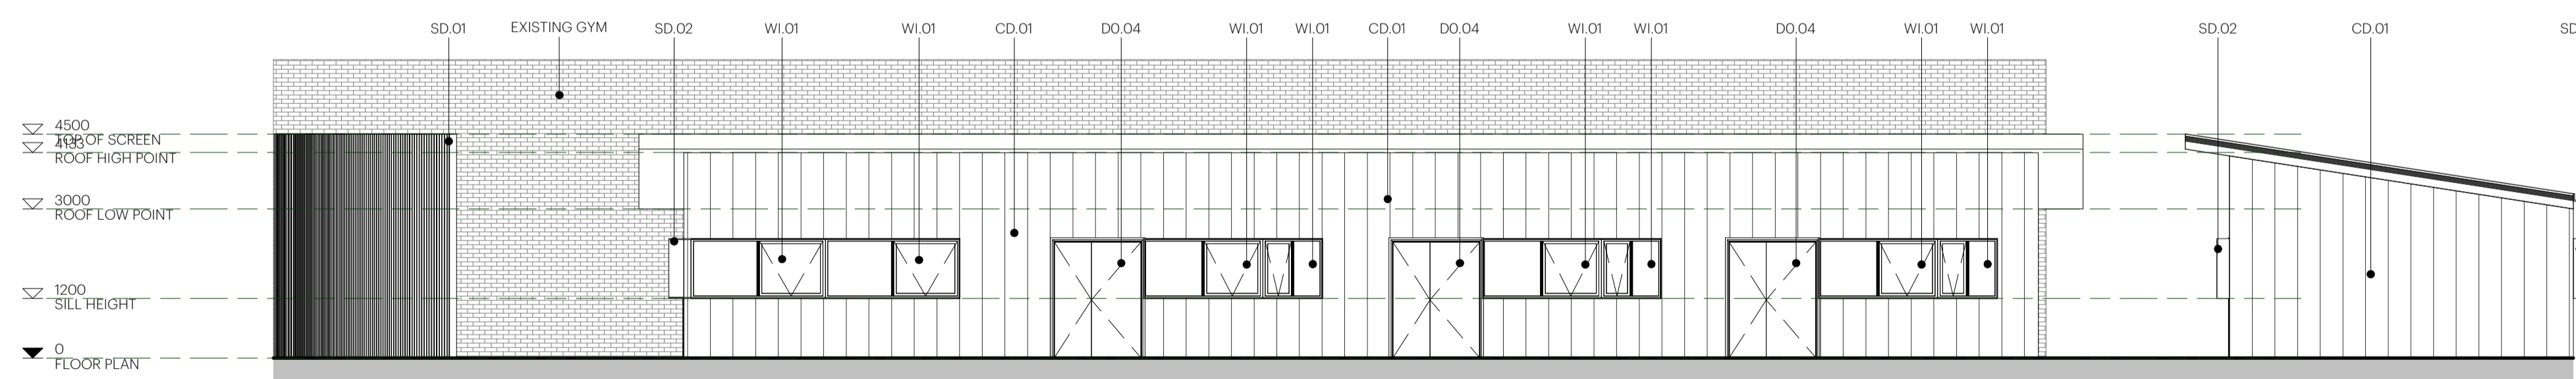 SD.01
EXISTING GYM
SD.02
WI.01
WI.01
CD.01
DO.04
WI.01
WI.01
CD.01
DO.04
WI.01
WI.01
DO.04
WI.01
WI.01
SD.02
CD.01
SD
4500
TOP OF SCREEN
4133
ROOF HIGH POINT
3000
ROOF LOW POINT
1200
SILL HEIGHT
0
FLOOR PLAN